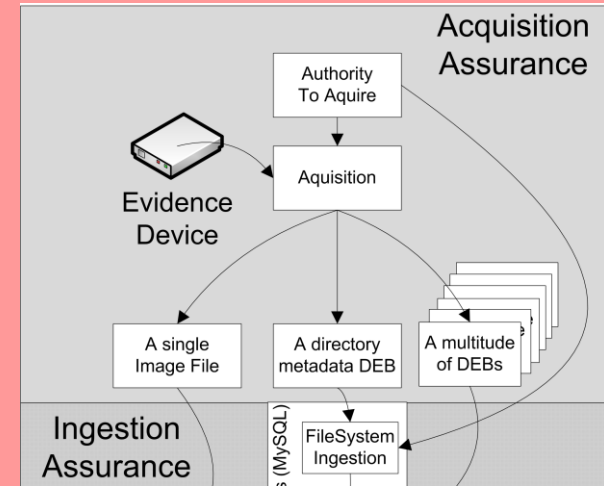 Acquisition
Assurance
Authority
To Aquire
Aquisition
Evidence
Device
A single
Image File
A directory
metadata DEB
A multitude
of DEBs
Ingestion
Assurance
(MySQL)
FileSystem
Ingestion